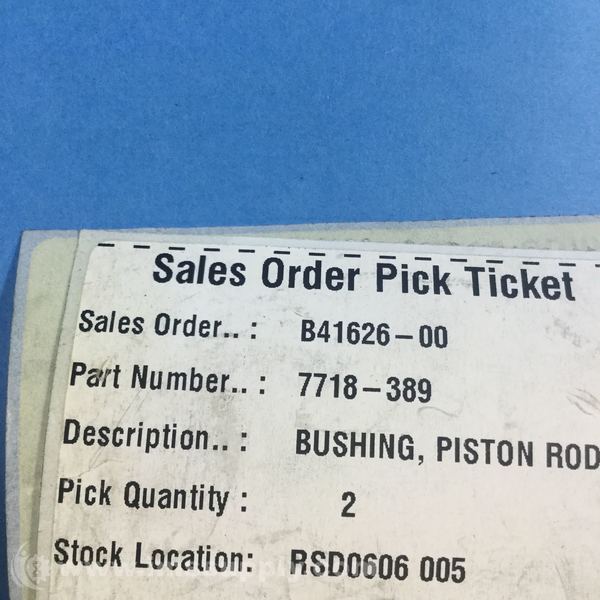 Sales Order Pick Ticket
Sales Order.. : B41626-00
Part Number.. : 7718-389
Description.. : BUSHING, PISTON ROD
Pick Quantity : 2
Stock Location: RSD0606 005